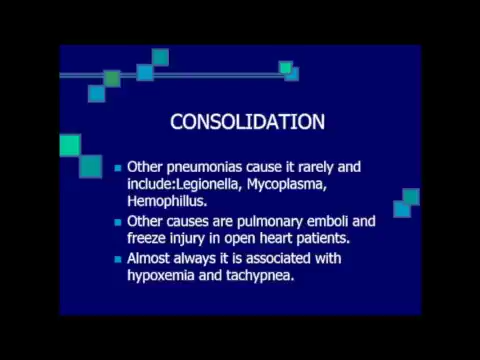 CONSOLIDATION
Other pneumonias cause it rarely and
include:Legionella, Mycoplasma,
Hemophillus.
Other causes are pulmonary emboli and
freeze injury in open heart patients.
Almost always it is associated with
hypoxemia and tachypnea.